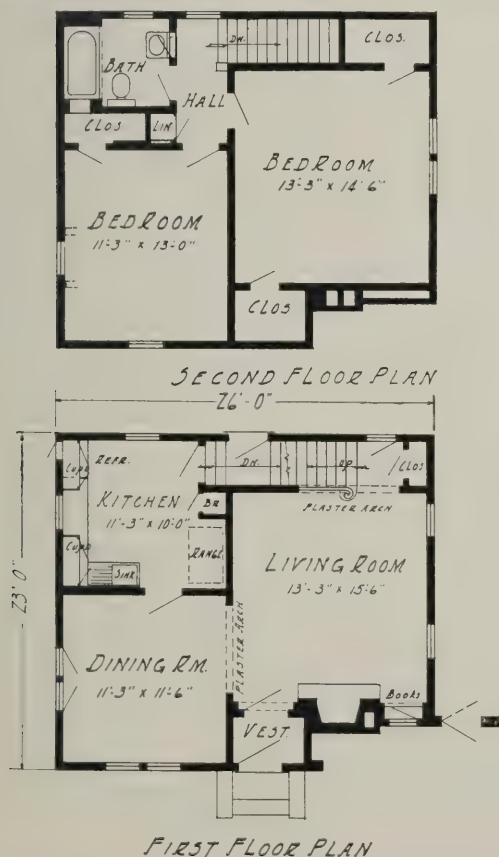 DN.
CLOS.
BATH
HALL
CLOS
LIN
BEDROOM
13'-3" x 14'-6"
BEDROOM
11'-3" x 13'-0"
CLOS
SECOND FLOOR PLAN
26'-0"
REFR.
DN.
UP
CLOS
CUPB
KITCHEN
11'-3" x 10'-0"
BR
PLASTER ARCH
RANGE
LIVING ROOM
13'-3" x 15'-6"
CUPB
SINK
23'-0"
PLASTER ARCH
DINING RM.
11'-3" x 11'-6"
BOOKS
VEST.
FIRST FLOOR PLAN